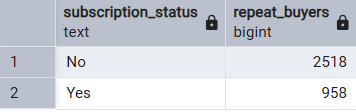 subscription_status repeat_buyers
text bigint
1 No 2518
2 Yes 958